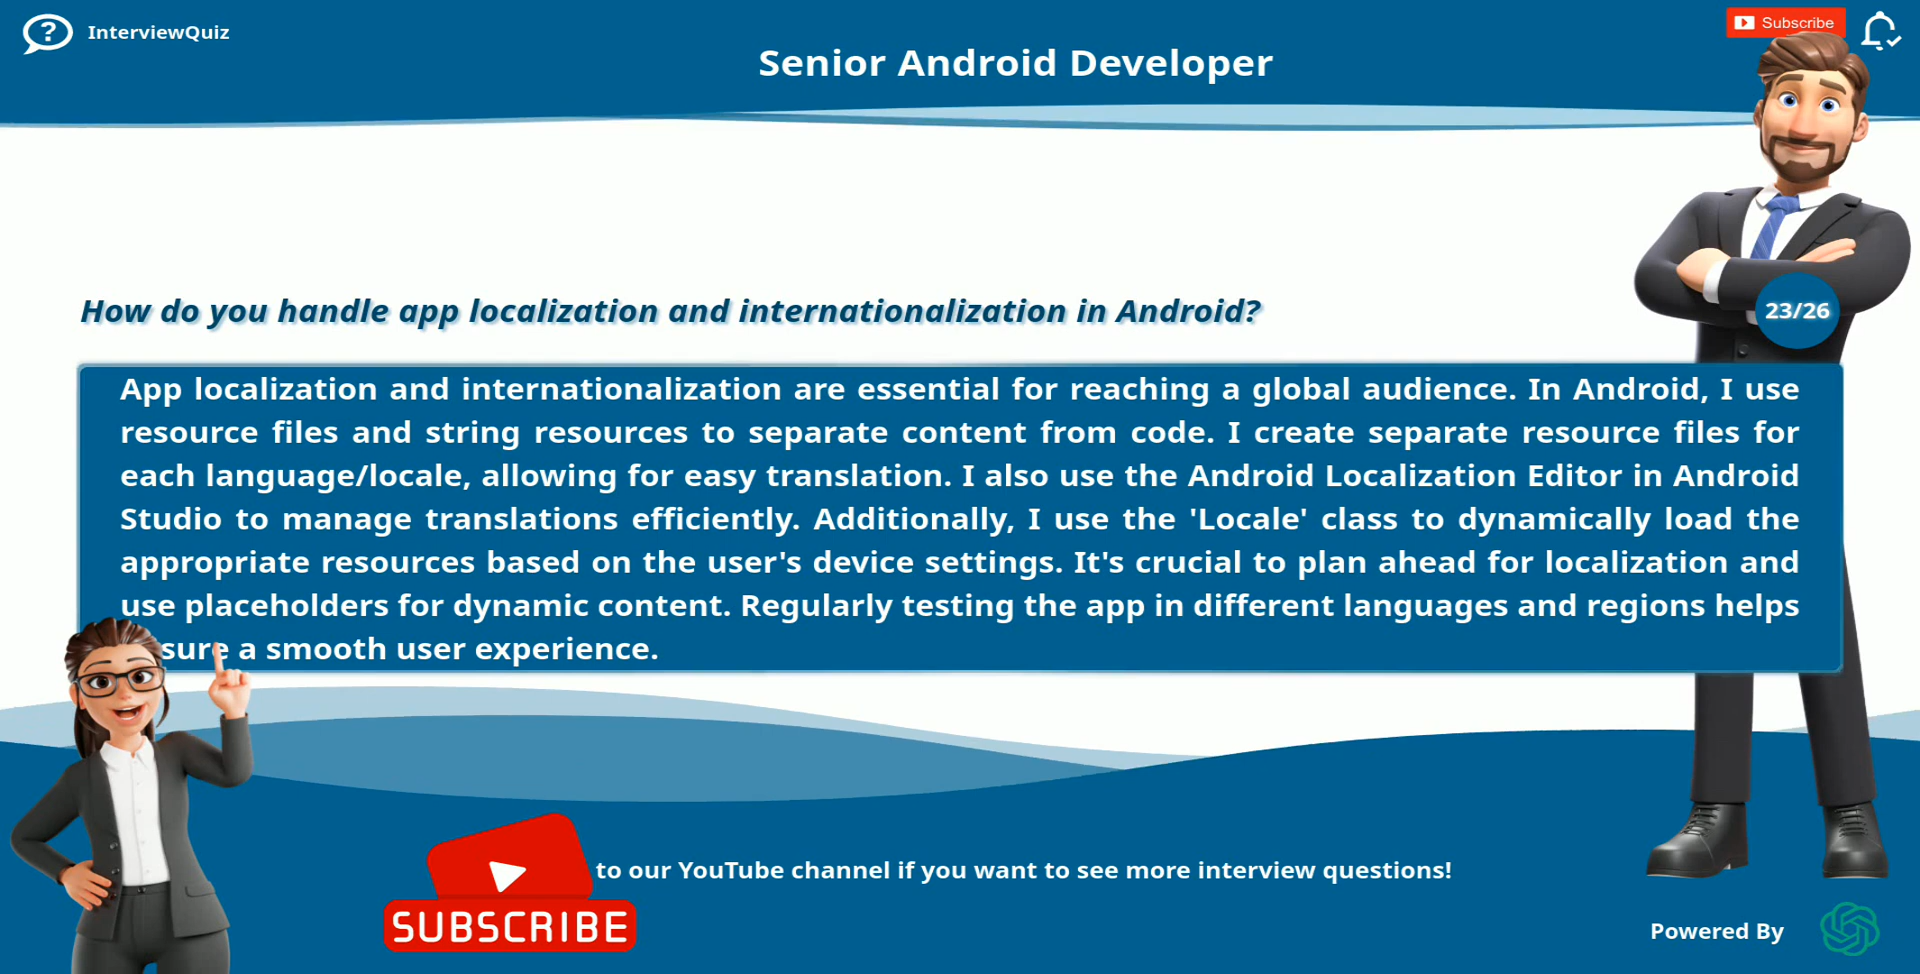 ?
InterviewQuiz
Subscribe
Senior Android Developer
How do you handle app localization and internationalization in Android?
23/26
App localization and internationalization are essential for reaching a global audience. In Android, I use
resource files and string resources to separate content from code. I create separate resource files for
each language/locale, allowing for easy translation. I also use the Android Localization Editor in Android
Studio to manage translations efficiently. Additionally, I use the 'Locale' class to dynamically load the
appropriate resources based on the user's device settings. It's crucial to plan ahead for localization and
use placeholders for dynamic content. Regularly testing the app in different languages and regions helps
sure a smooth user experience.
to our YouTube channel if you want to see more interview questions!
SUBSCRIBE
Powered By